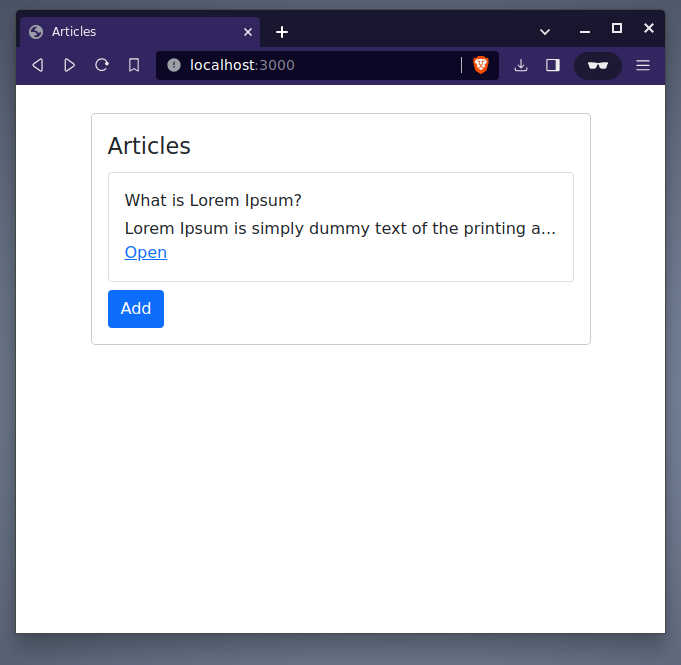 Articles
localhost:3000
Articles
What is Lorem Ipsum?
Lorem Ipsum is simply dummy text of the printing a...
Open
Add